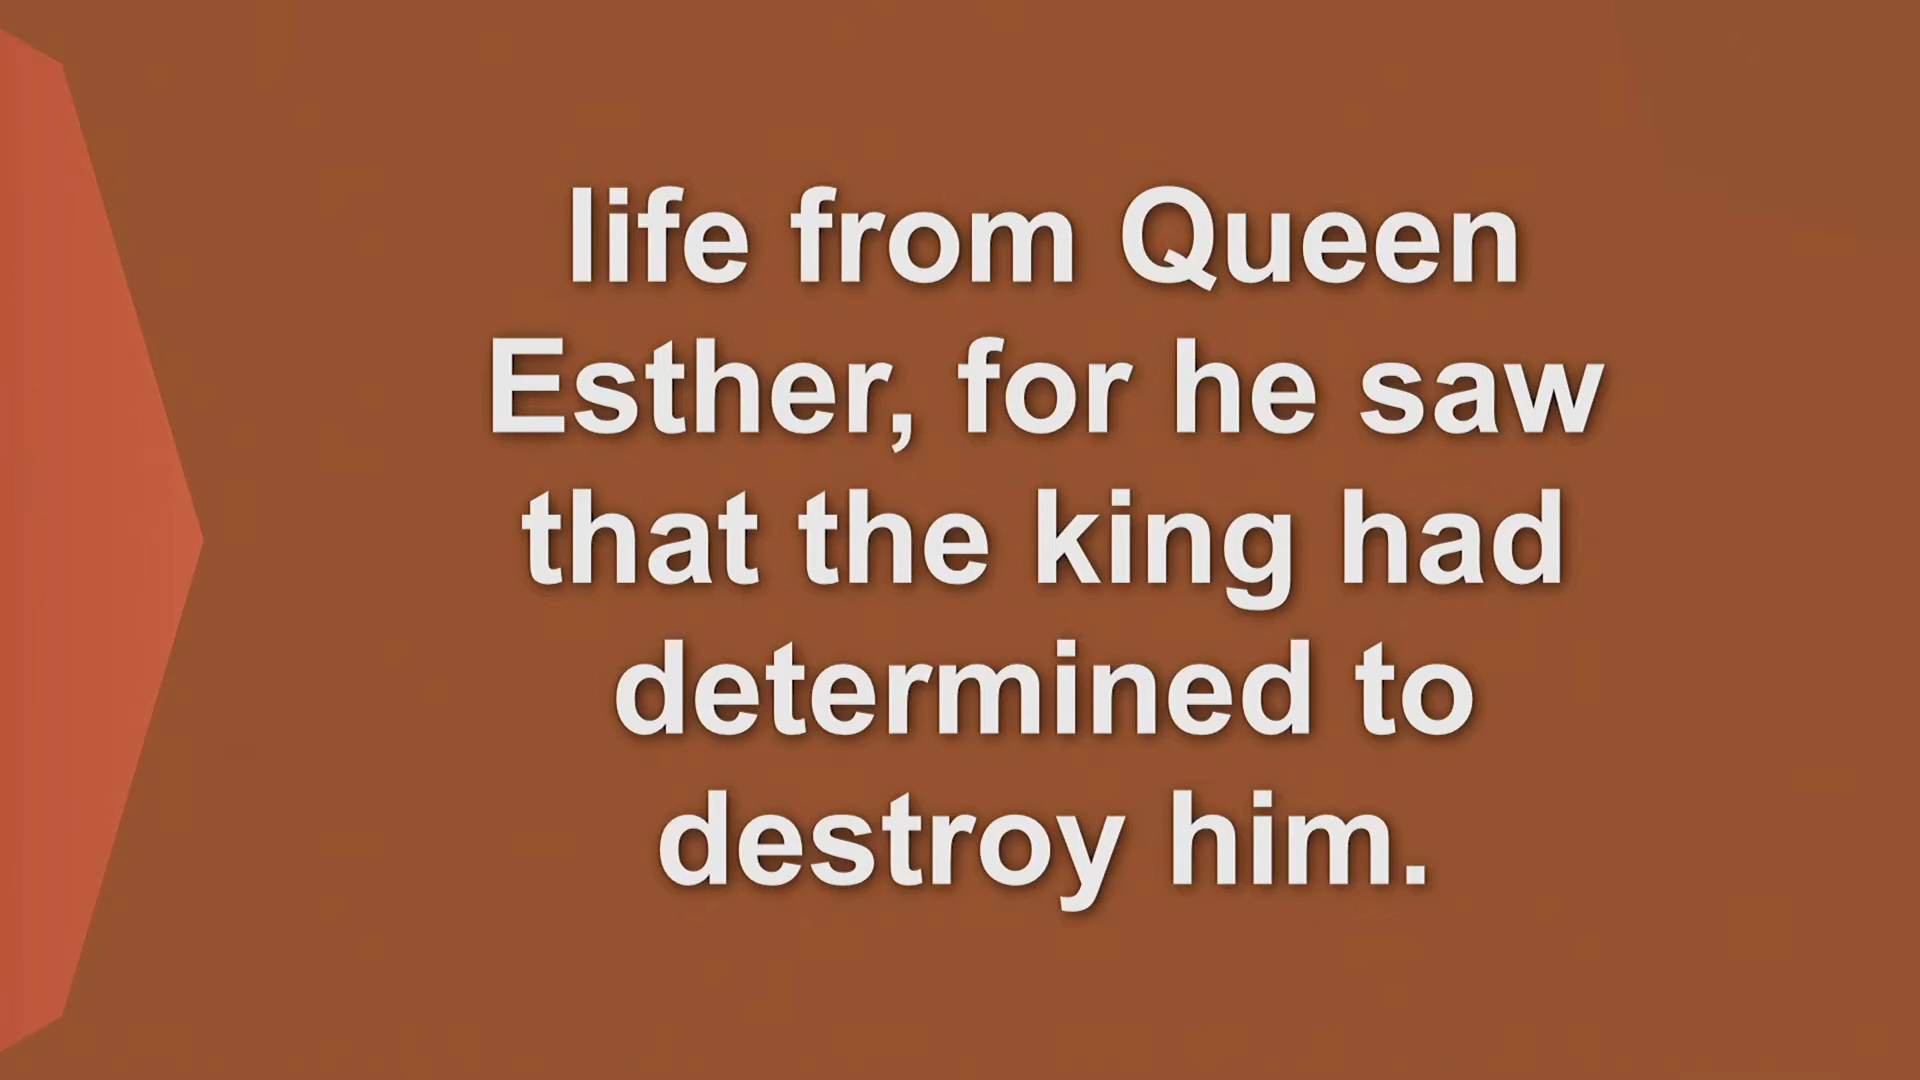 life from Queen
Esther, for he saw
that the king had
determined to
destroy him.